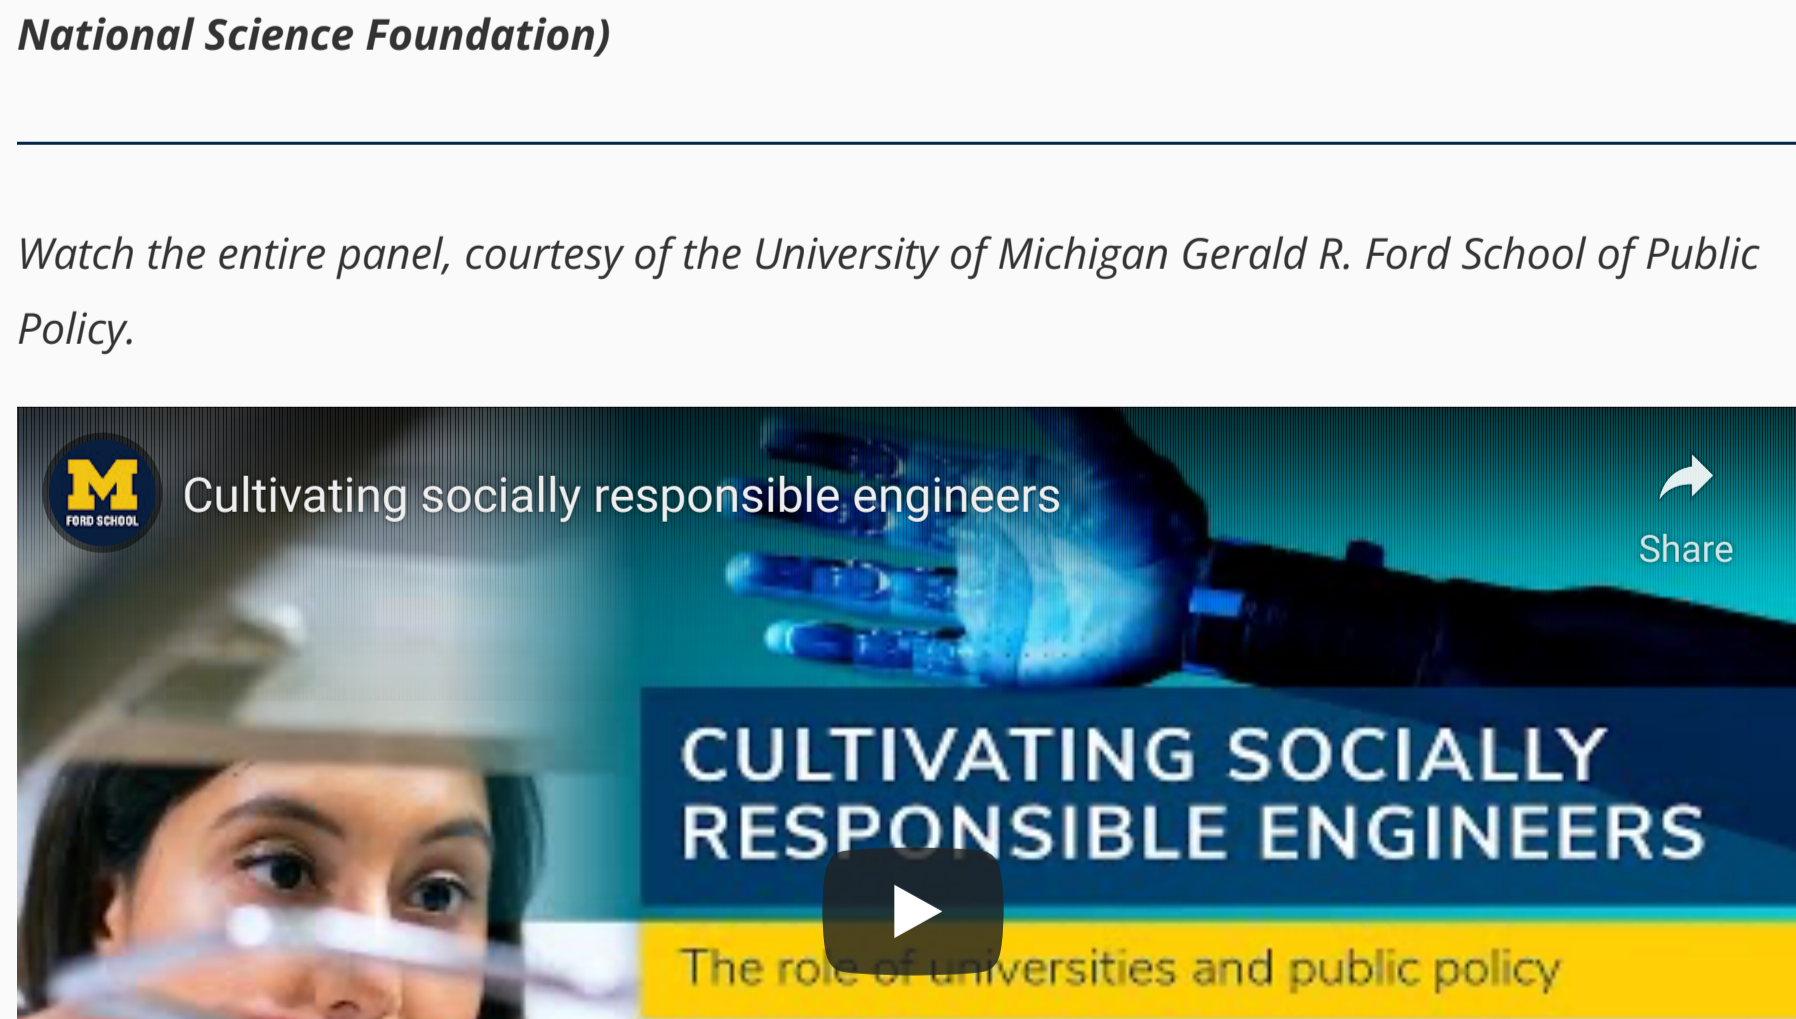 National Science Foundation)
Watch the entire panel, courtesy of the University of Michigan Gerald R. Ford School of Public
Policy.
M
FORD SCHOOL
Cultivating socially responsible engineers
Share
CULTIVATING SOCIALLY
RESPONSIBLE ENGINEERS
The role of universities and public policy